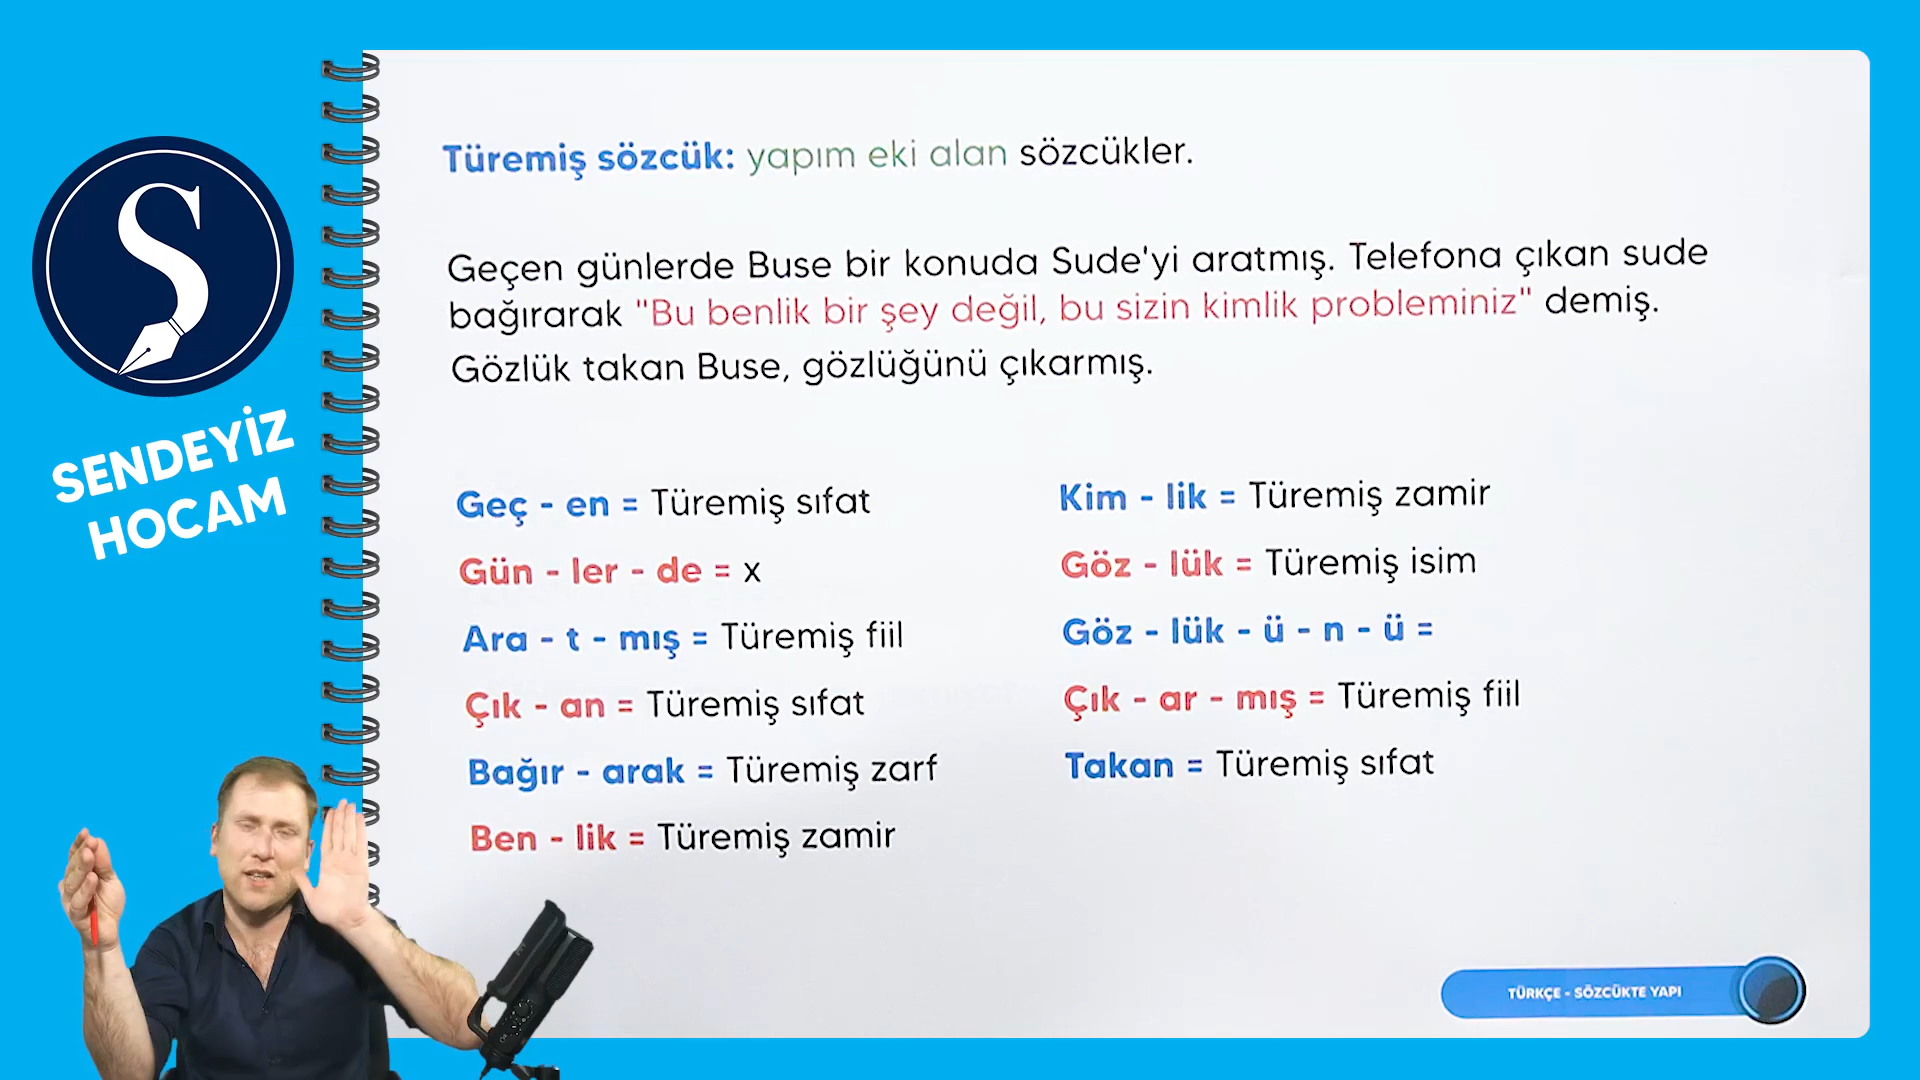 SENDEYİZ
HOCAM
Türemiş sözcük: yapım eki alan sözcükler.
Geçen günlerde Buse bir konuda Sude'yi aratmış. Telefona çıkan sude
bağırarak "Bu benlik bir şey değil, bu sizin kimlik probleminiz" demiş.
Gözlük takan Buse, gözlüğünü çıkarmış.
Geç - en = Türemiş sıfat
Gün - ler - de = x
Ara - t - mış = Türemiş fiil
Çık - an = Türemiş sıfat
Bağır - arak = Türemiş zarf
Ben - lik = Türemiş zamir
Kim - lik = Türemiş zamir
Göz - lük = Türemiş isim
Göz - lük - ü - n - ü =
Çık - ar - mış = Türemiş fiil
Takan = Türemiş sıfat
TÜRKÇE - SÖZCÜKTE YAPI